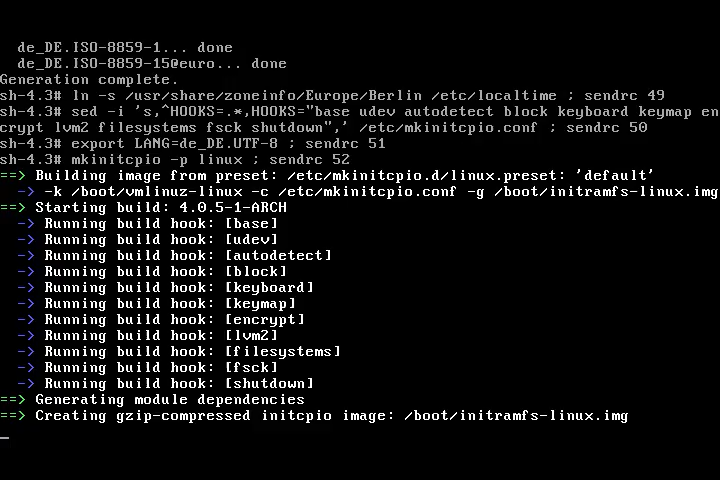 de_DE.ISO-8859-1... done
de_DE.ISO-8859-15@euro... done
Generation complete.
sh-4.3# ln -s /usr/share/zoneinfo/Europe/Berlin /etc/localtime ; sendrc 49
sh-4.3# sed -i 's,^HOOKS=.*,HOOKS="base udev autodetect block keyboard keymap en
crypt lvm2 filesystems fsck shutdown",' /etc/mkinitcpio.conf ; sendrc 50
sh-4.3# export LANG=de_DE.UTF-8 ; sendrc 51
sh-4.3# mkinitcpio -p linux ; sendrc 52
==> Building image from preset: /etc/mkinitcpio.d/linux.preset: 'default'
-> -k /boot/vmlinuz-linux -c /etc/mkinitcpio.conf -g /boot/initramfs-linux.img
==> Starting build: 4.0.5-1-ARCH
-> Running build hook: [base]
-> Running build hook: [udev]
-> Running build hook: [autodetect]
-> Running build hook: [block]
-> Running build hook: [keyboard]
-> Running build hook: [keymap]
-> Running build hook: [encrypt]
-> Running build hook: [lvm2]
-> Running build hook: [filesystems]
-> Running build hook: [fsck]
-> Running build hook: [shutdown]
==> Generating module dependencies
==> Creating gzip-compressed initcpio image: /boot/initramfs-linux.img